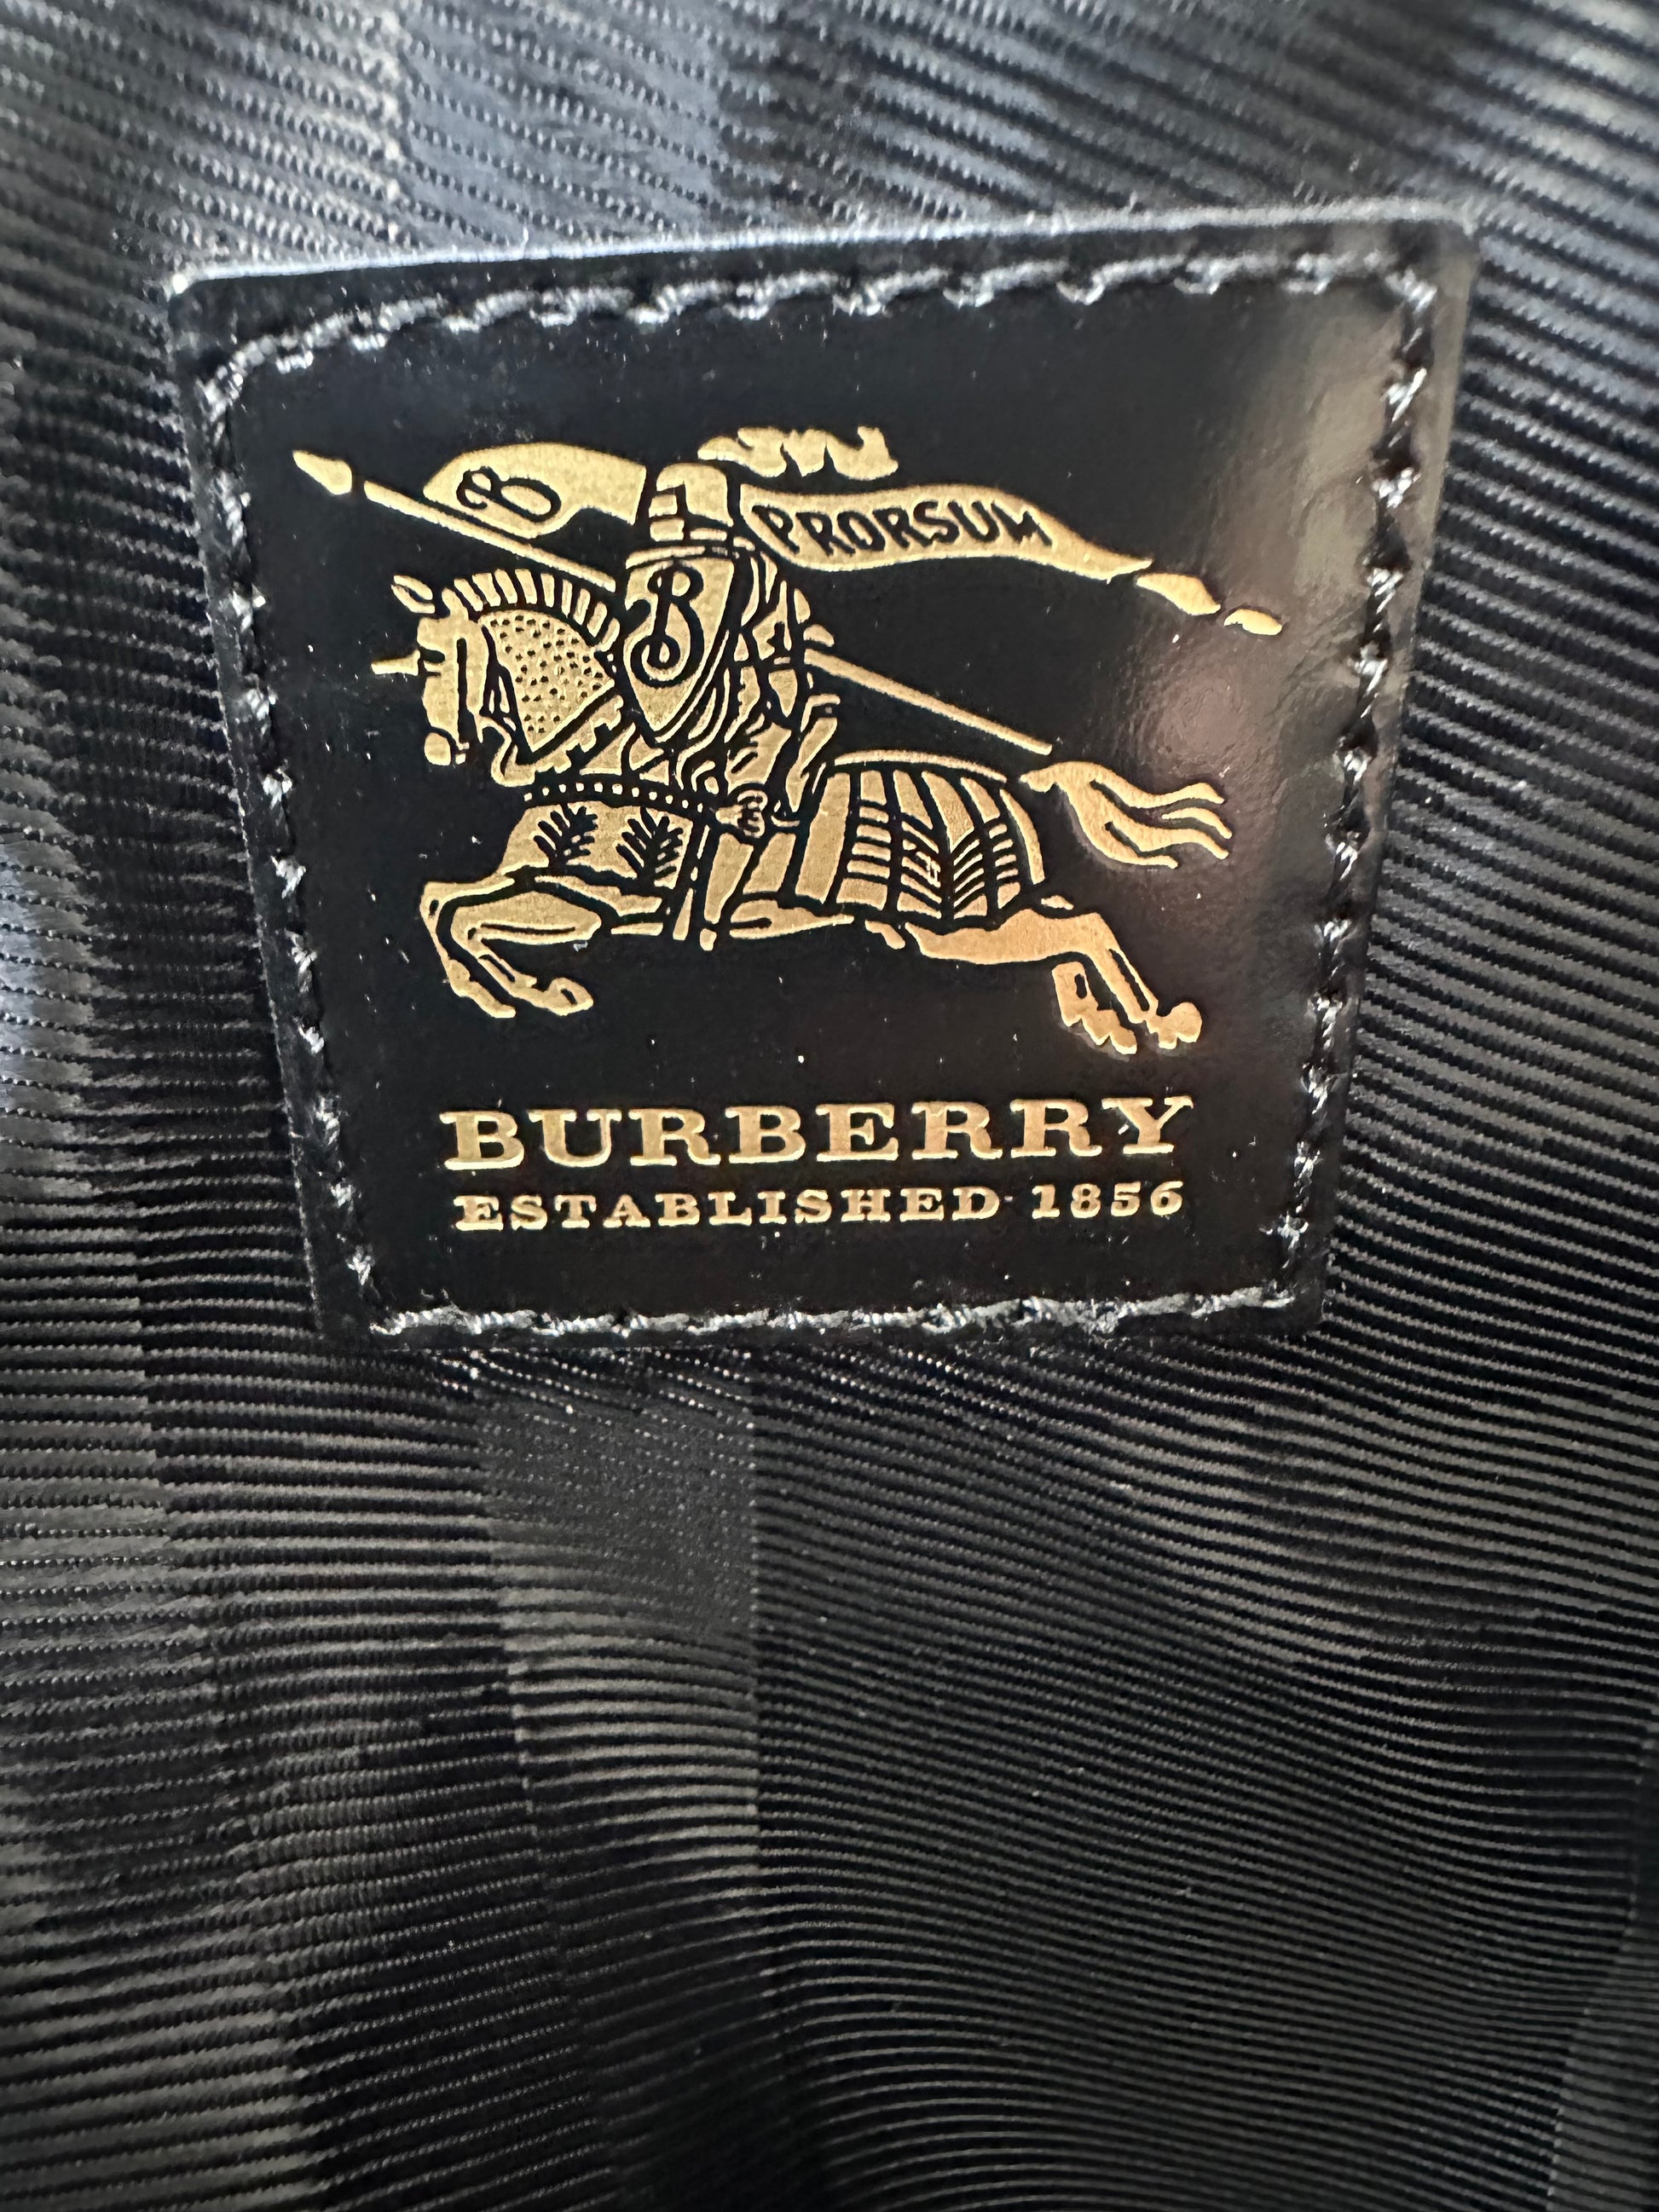 B
PRORSUM
B
BURBERRY
ESTABLISHED 1856